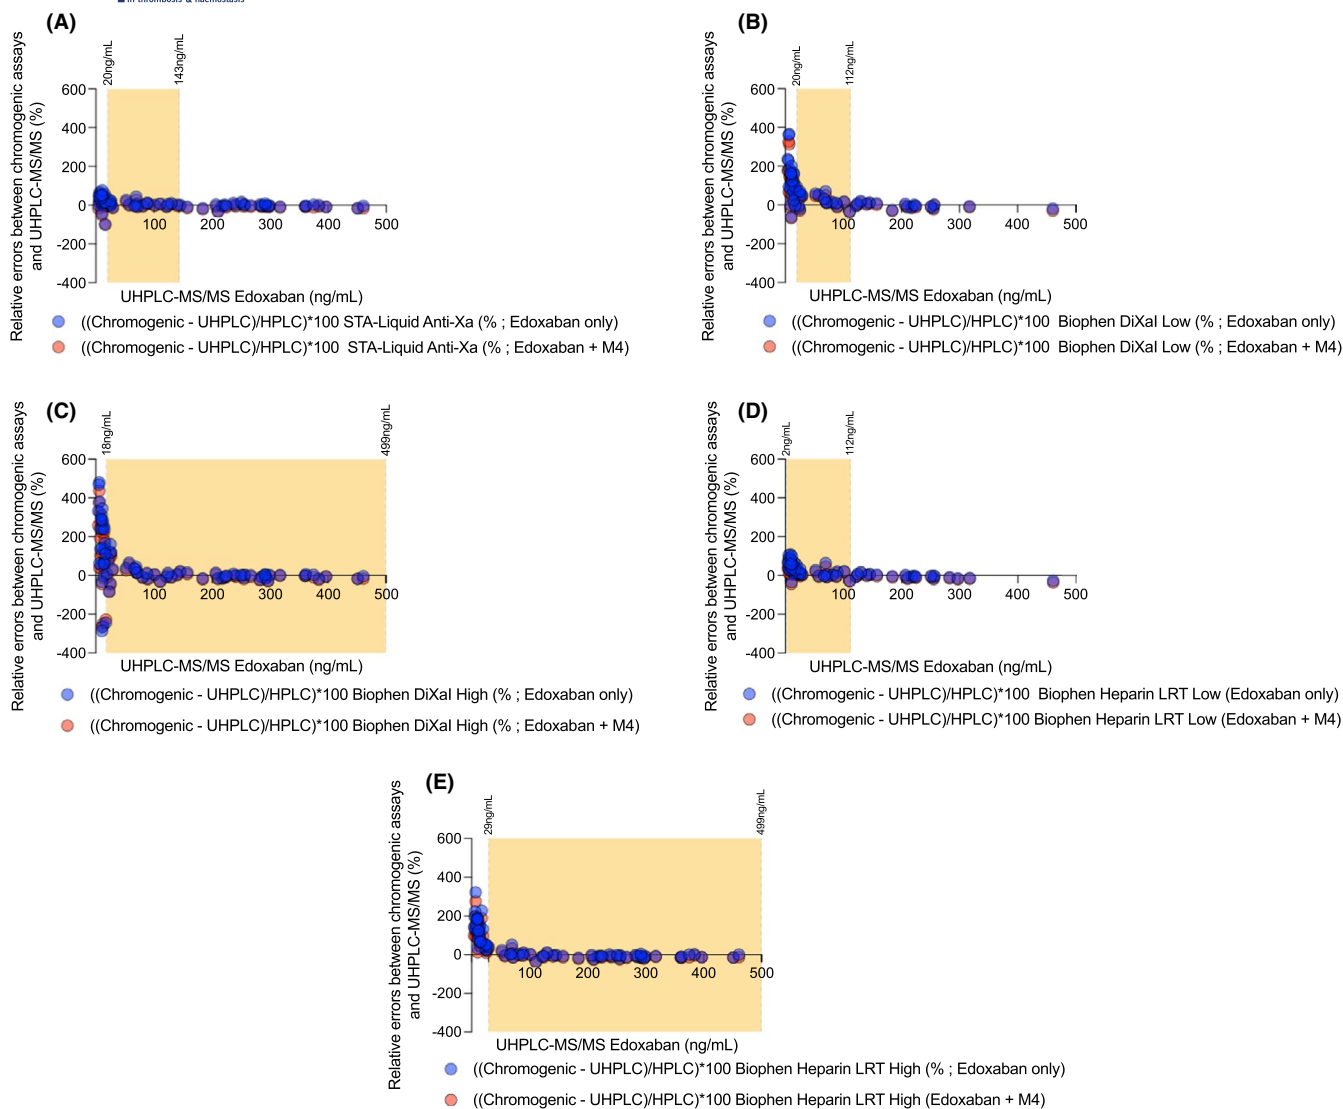 in thrombosis & haemostasis
(A)
20ng/mL
143ng/mL
Relative errors between chromogenic assays
and UHPLC-MS/MS (%)
600
400
200
0
-200
-400
100
200
300
400
500
UHPLC-MS/MS Edoxaban (ng/mL)
((Chromogenic - UHPLC)/HPLC)*100 STA-Liquid Anti-Xa (% ; Edoxaban only)
((Chromogenic - UHPLC)/HPLC)*100 STA-Liquid Anti-Xa (% ; Edoxaban + M4)
(B)
20ng/mL
112ng/mL
Relative errors between chromogenic assays
and UHPLC-MS/MS (%)
600
400
200
0
-200
-400
100
200
300
400
500
UHPLC-MS/MS Edoxaban (ng/mL)
((Chromogenic - UHPLC)/HPLC)*100 Biophen DiXaI Low (% ; Edoxaban only)
((Chromogenic - UHPLC)/HPLC)*100 Biophen DiXaI Low (% ; Edoxaban + M4)
(C)
18ng/mL
499ng/mL
Relative errors between chromogenic assays
and UHPLC-MS/MS (%)
600
400
200
0
-200
-400
100
200
300
400
500
UHPLC-MS/MS Edoxaban (ng/mL)
((Chromogenic - UHPLC)/HPLC)*100 Biophen DiXaI High (% ; Edoxaban only)
((Chromogenic - UHPLC)/HPLC)*100 Biophen DiXaI High (% ; Edoxaban + M4)
(D)
2ng/mL
112ng/mL
Relative errors between chromogenic assays
and UHPLC-MS/MS (%)
600
400
200
0
-200
-400
100
200
300
400
500
UHPLC-MS/MS Edoxaban (ng/mL)
((Chromogenic - UHPLC)/HPLC)*100 Biophen Heparin LRT Low (Edoxaban only)
((Chromogenic - UHPLC)/HPLC)*100 Biophen Heparin LRT Low (Edoxaban + M4)
(E)
29ng/mL
499ng/mL
Relative errors between chromogenic assays
and UHPLC-MS/MS (%)
600
400
200
0
-200
-400
100
200
300
400
500
UHPLC-MS/MS Edoxaban (ng/mL)
((Chromogenic - UHPLC)/HPLC)*100 Biophen Heparin LRT High (% ; Edoxaban only)
((Chromogenic - UHPLC)/HPLC)*100 Biophen Heparin LRT High (Edoxaban + M4)